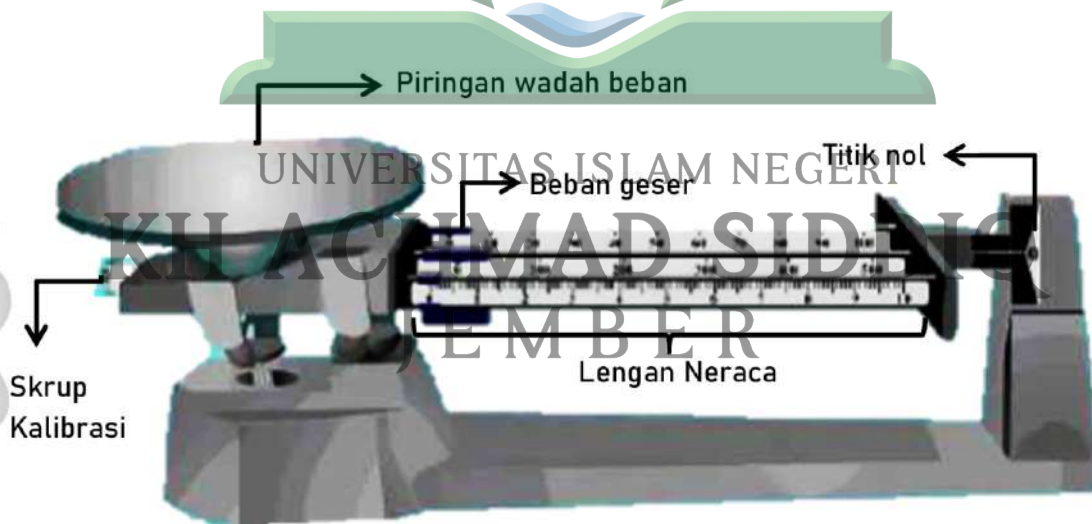 Piringan wadah beban
Titik nol
UNIVERSITAS ISLAM NEGERI
Beban geser
KH ACHMAD SIDDIQ
JEMBER
Lengan Neraca
Skrup
Kalibrasi